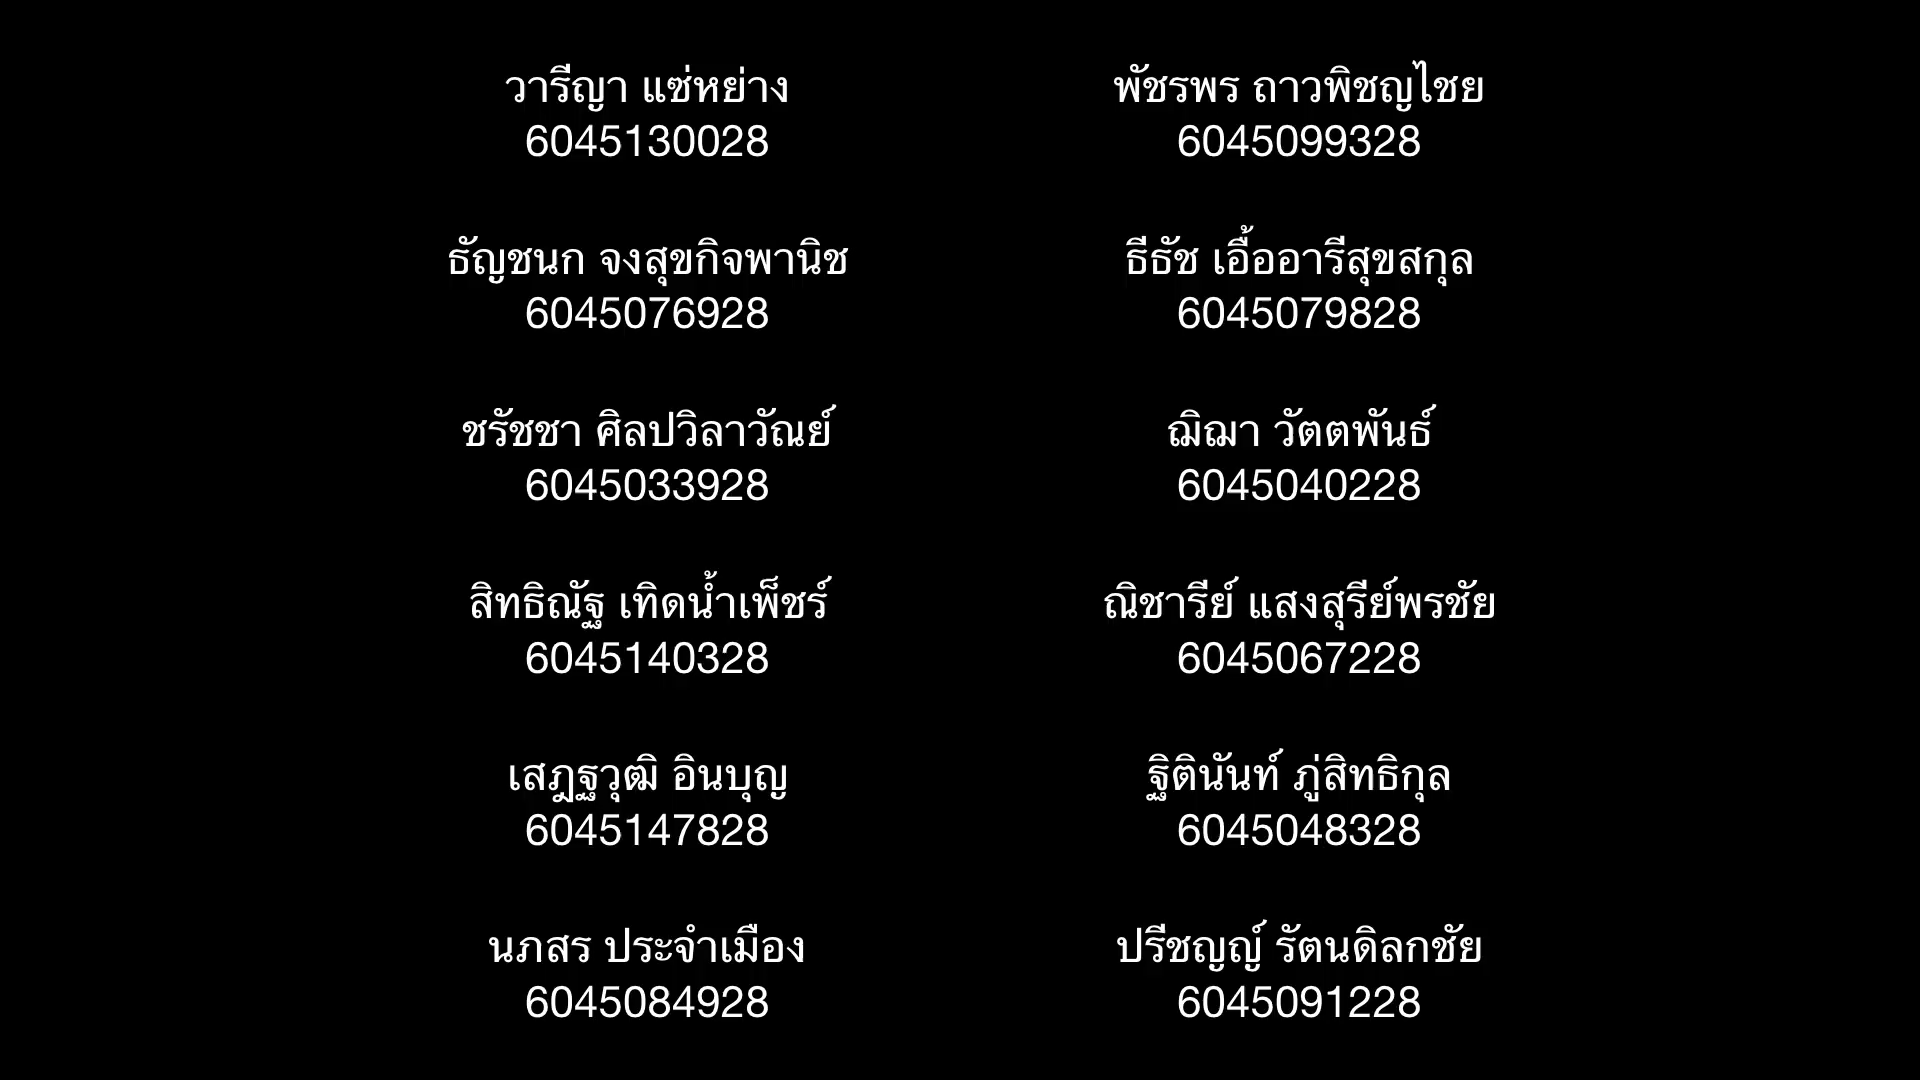 วารีญา แซ่หย่าง
6045130028
พัชรพร ถาวพิชญไชย
6045099328
ธัญชนก จงสุขกิจพานิช
6045076928
ธีธัช เอื้ออารีสุขสกุล
6045079828
ชรัชชา ศิลปวิลาวัณย์
6045033928
ฌิฌา วัตตพันธ์
6045040228
สิทธิณัฐ เทิดน้ำเพ็ชร์
6045140328
ณิชารีย์ แสงสุรีย์พรชัย
6045067228
เสฎฐวุฒิ อินบุญ
6045147828
ฐิตินันท์ ภู่สิทธิกุล
6045048328
นภสร ประจำเมือง
6045084928
ปรีชญญ์ รัตนดิลกชัย
6045091228